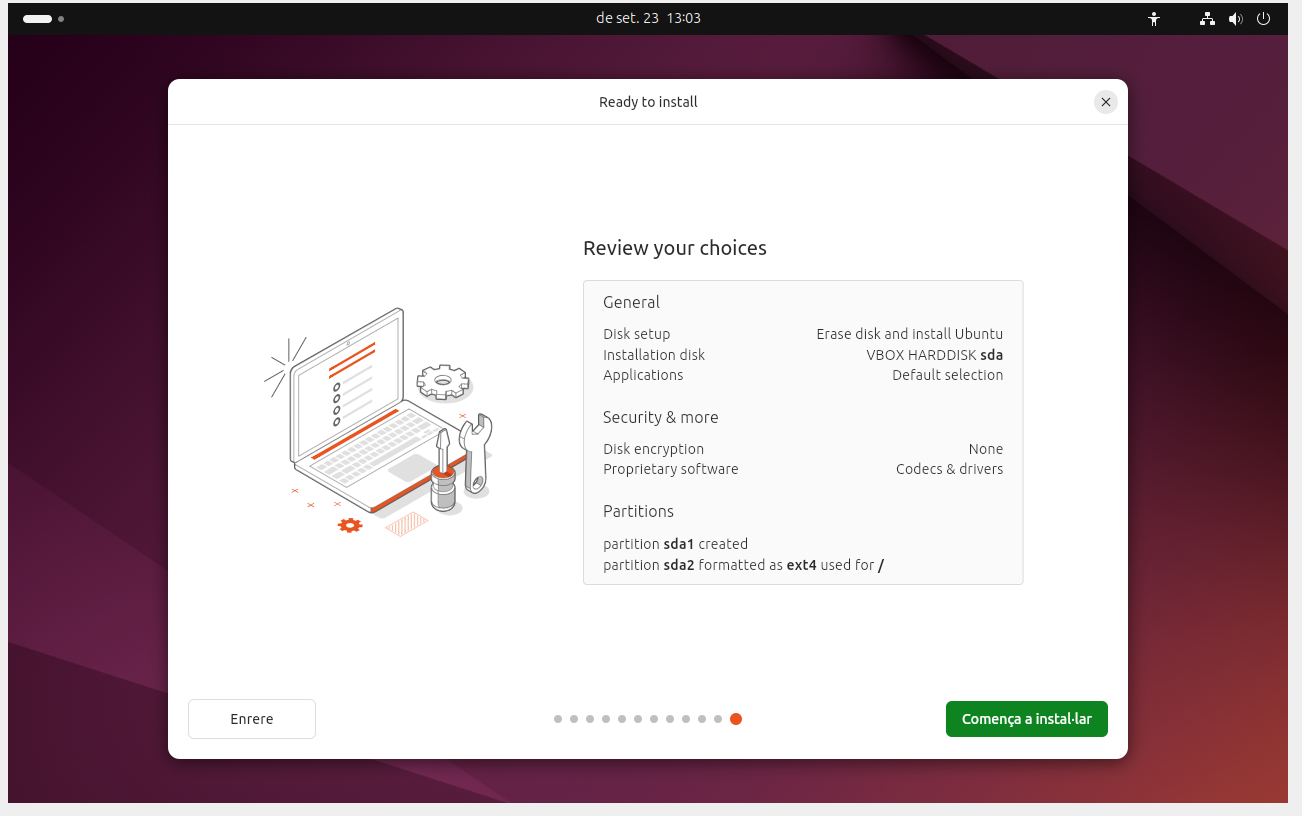 de set. 23 13:03
Ready to install
Review your choices
General
Disk setup Erase disk and install Ubuntu
Installation disk VBOX HARDDISK sda
Applications Default selection
Security & more
Disk encryption None
Proprietary software Codecs & drivers
Partitions
partition sda1 created
partition sda2 formatted as ext4 used for /
Enrere
Comença a instal·lar